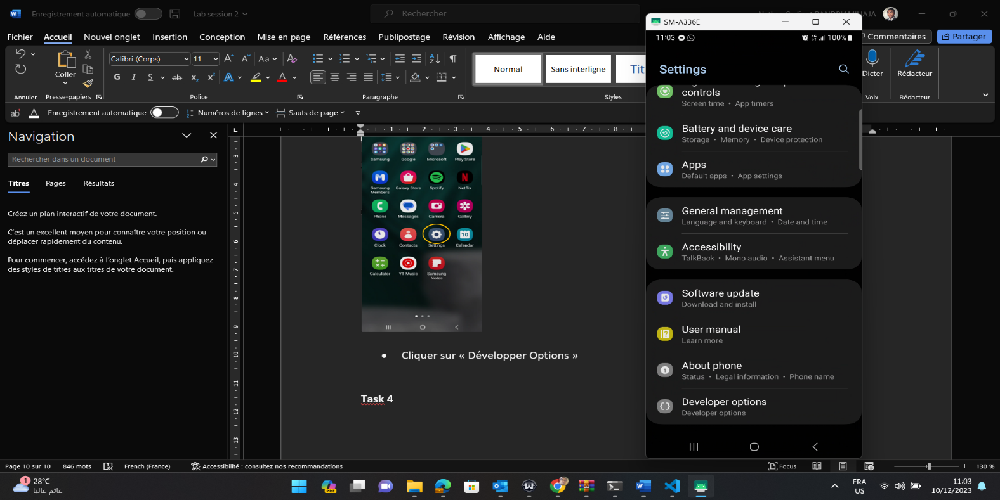 Enregistrement automatique
Lab session 2
Rechercher
Fichier Accueil Nouvel onglet Insertion Conception Mise en page Références Publipostage Révision Affichage Aide
Commentaires Partager
Annuler
Coller
Presse-papiers
Calibri (Corps) 11
Aa
G I S ab x₂ x² A A
Police
Paragraphe
Normal Sans interligne Tit
Styles
Dicter
Voix
Rédacteur
Rédacteur
Enregistrement automatique Numéros de lignes Sauts de page
Navigation
Rechercher dans un document
Titres Pages Résultats
Créez un plan interactif de votre document.
C'est un excellent moyen pour connaître votre position ou
déplacer rapidement du contenu.
Pour commencer, accédez à l'onglet Accueil, puis appliquez
des styles de titres aux titres de votre document.
1 2 3 4 5 6 7 8
3
4
5
6
7
8
9
10
11
12
13
Samsung Google Microsoft Play Store
Samsung Members Galaxy Store Spotify Netflix
Phone Messages Camera Gallery
Clock Contacts Settings Calendar
Calculator YT Music Samsung Notes
• Cliquer sur « Développer Options »
Task 4
SM-A336E
11:03 100%
Settings
controls
Screen time • App timers
Battery and device care
Storage • Memory • Device protection
Apps
Default apps • App settings
General management
Language and keyboard • Date and time
Accessibility
TalkBack • Mono audio • Assistant menu
Software update
Download and install
User manual
Learn more
About phone
Status • Legal information • Phone name
Developer options
Developer options
Page 10 sur 10 846 mots French (France) Accessibilité : consultez nos recommandations
Focus 130 %
1
28°C
غائم غالبًا
PRE
FRA
US
11:03
10/12/2023